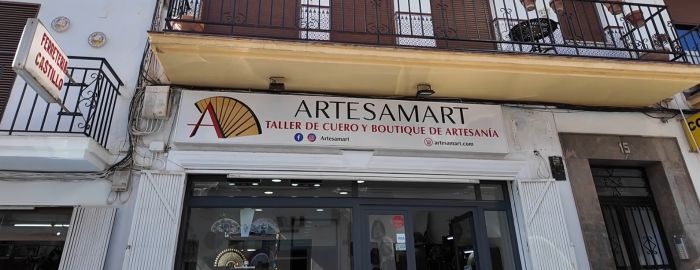 FERRETERIA
CASTILLO
ARTESAMART
TALLER DE CUERO Y BOUTIQUE DE ARTESANÍA
Artesamart
artesamart.com
15